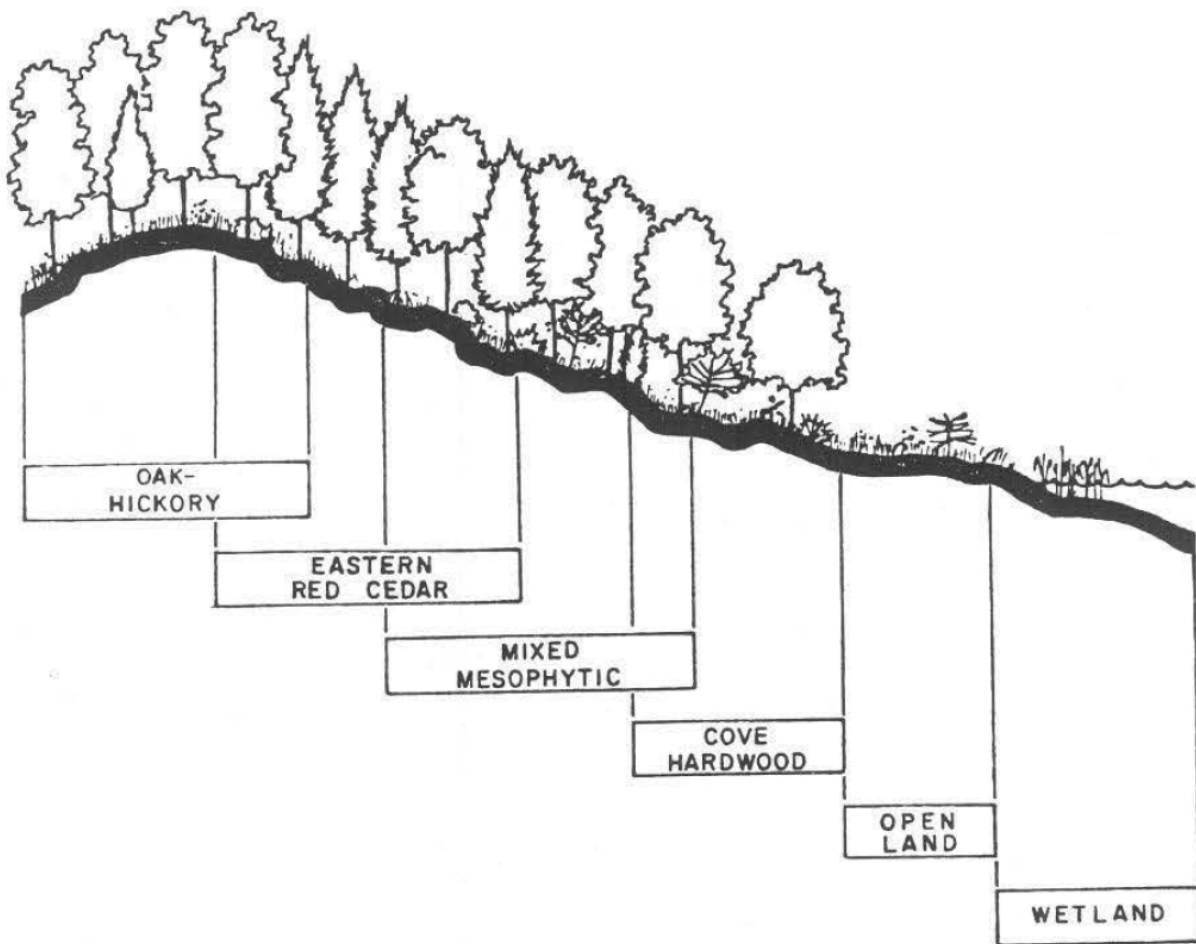 OAK-
HICKORY
EASTERN
RED CEDAR
MIXED
MESOPHYTIC
COVE
HARDWOOD
OPEN
LAND
WETLAND